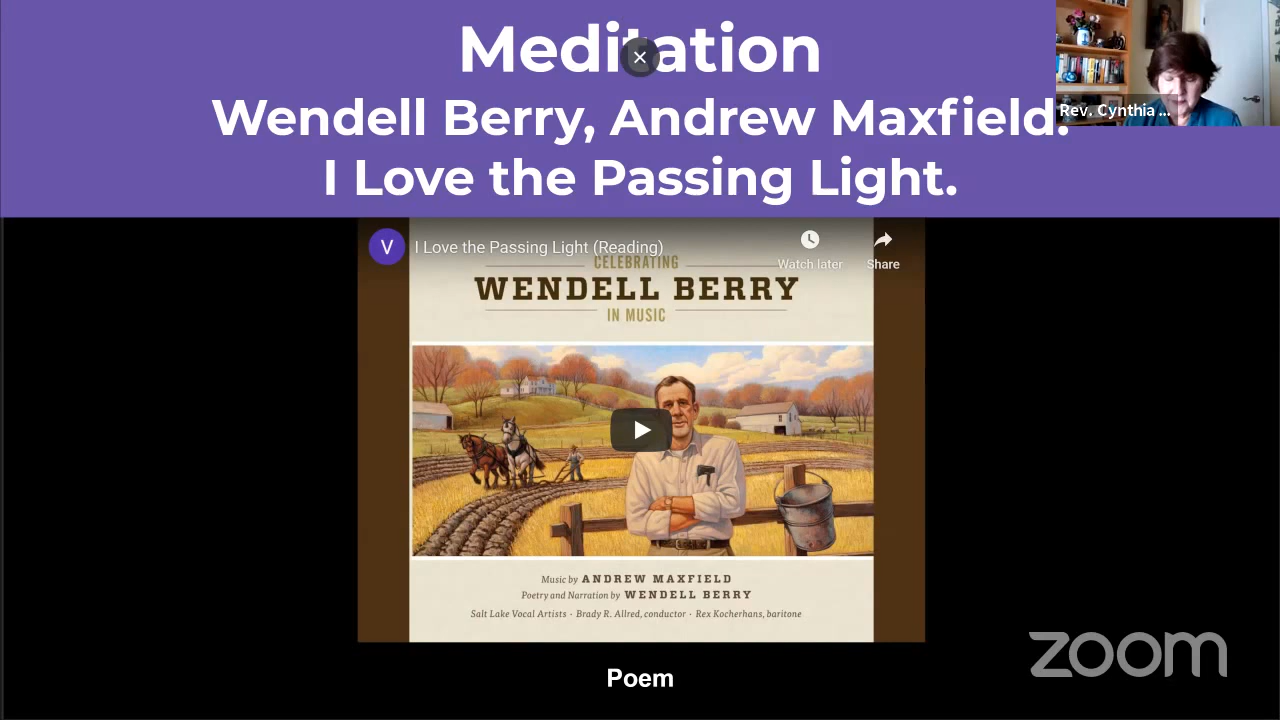 Meditation
Wendell Berry, Andrew Maxfield.
I Love the Passing Light.
Rev. Cynthia ...
V
I Love the Passing Light (Reading)
Watch later
Share
CELEBRATING
WENDELL BERRY
IN MUSIC
Music by ANDREW MAXFIELD
Poetry and Narration by WENDELL BERRY
Salt Lake Vocal Artists · Brady R. Allred, conductor · Rex Kocherhans, baritone
zoom
Poem